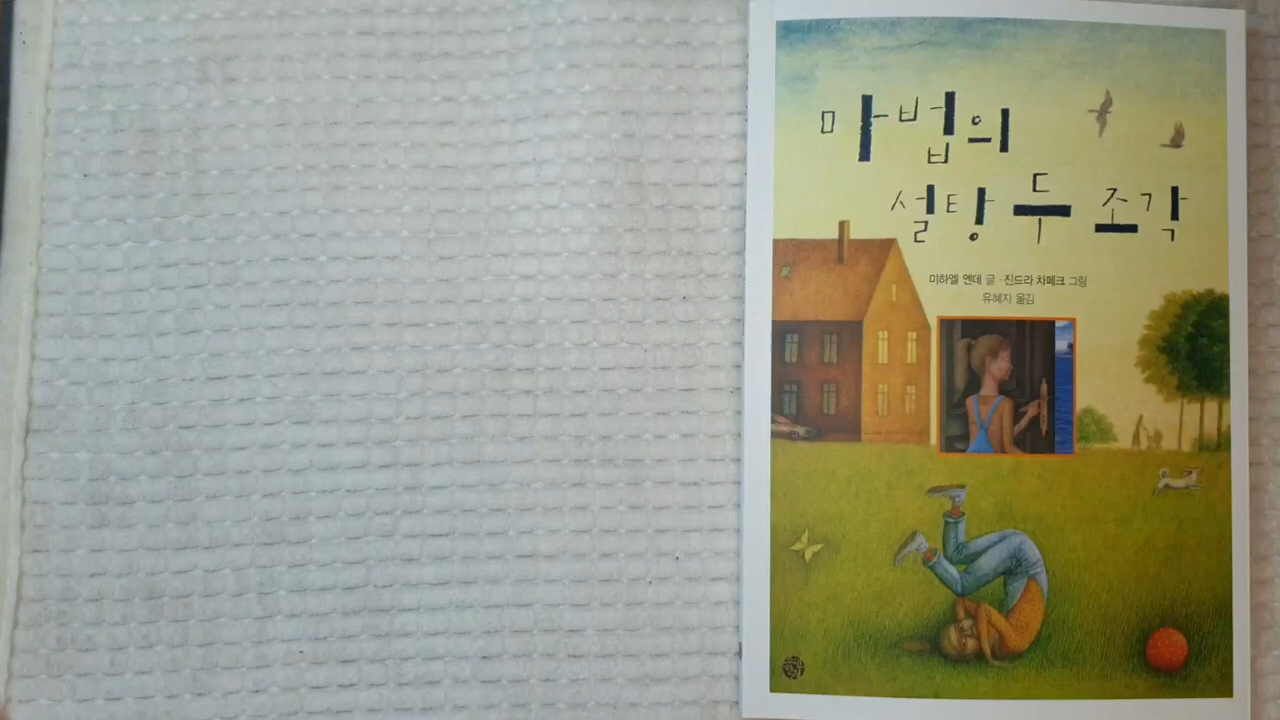 마법의
설탕 두 조각
미하엘 엔데 글 · 진드라 차페크 그림
유혜지 옮김